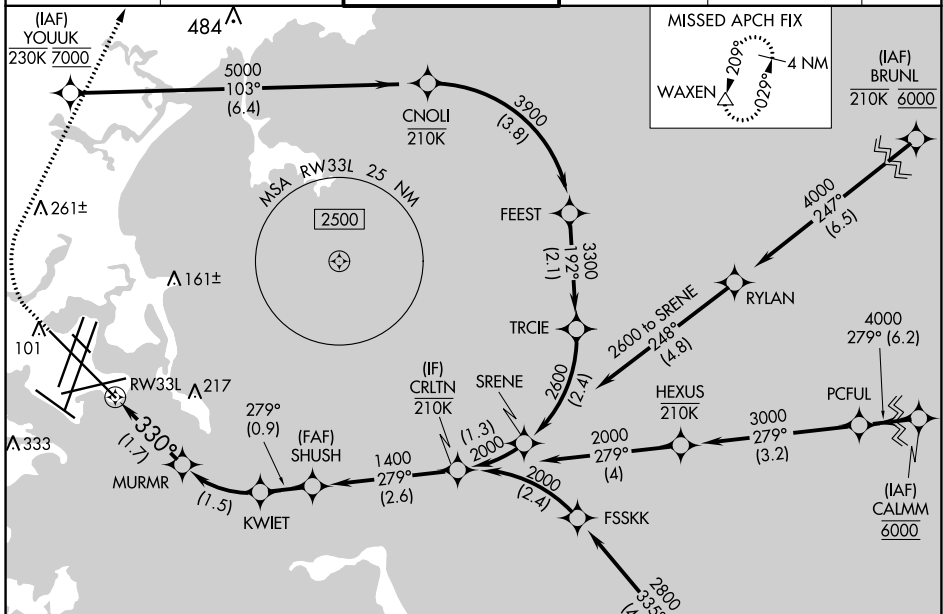 (IAF)
YOUUK
230K 7000
484
5000
103°
(6.4)
CNOLI
210K
3900
(3.8)
MISSED APCH FIX
209°
029°
4 NM
WAXEN
(IAF)
BRUNL
210K 6000
4000
247°
(6.5)
MSA RW33L 25 NM
2500
261±
161±
FEEST
3300
192°
(2.1)
RYLAN
2600 to SRENE
248°
(4.8)
TRCIE
2600
(2.4)
4000
279° (6.2)
101
RW33L
217
(IF)
CRLTN
210K
SRENE
HEXUS
210K
PCFUL
333
330°
(1.7)
279°
(0.9)
(FAF)
SHUSH
(1.3)
2000
2000
279°
(4)
3000
279°
(3.2)
MURMR
(1.5)
KWIET
1400
279°
(2.6)
2000
(2.4)
FSSKK
(IAF)
CALMM
6000
2800
335°